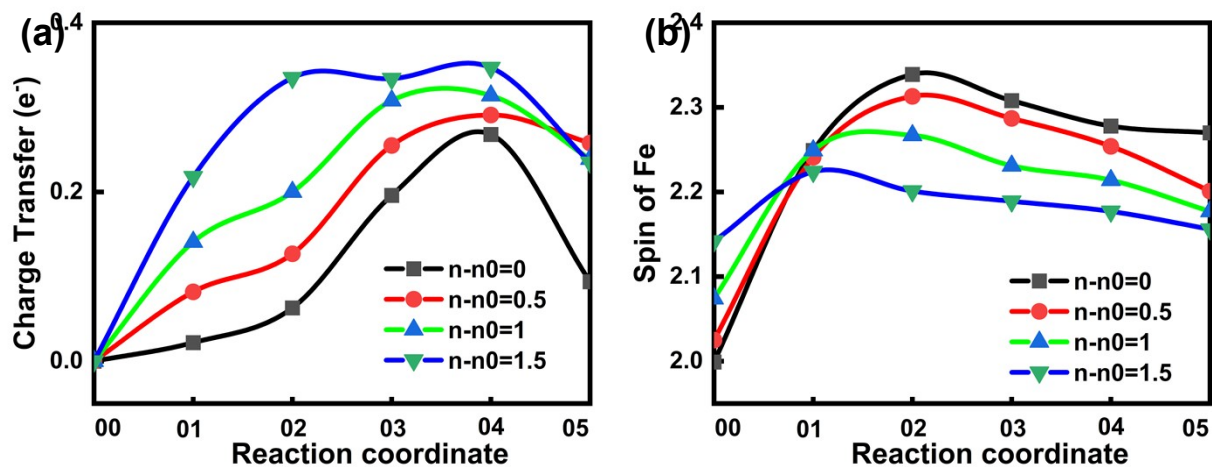 (a)
0.4
0.2
0.0
Charge Transfer (e-)
n-n0=0
n-n0=0.5
n-n0=1
n-n0=1.5
00 01 02 03 04 05
Reaction coordinate
(b)
2.4
2.3
2.2
2.1
2.0
Spin of Fe
n-n0=0
n-n0=0.5
n-n0=1
n-n0=1.5
00 01 02 03 04 05
Reaction coordinate